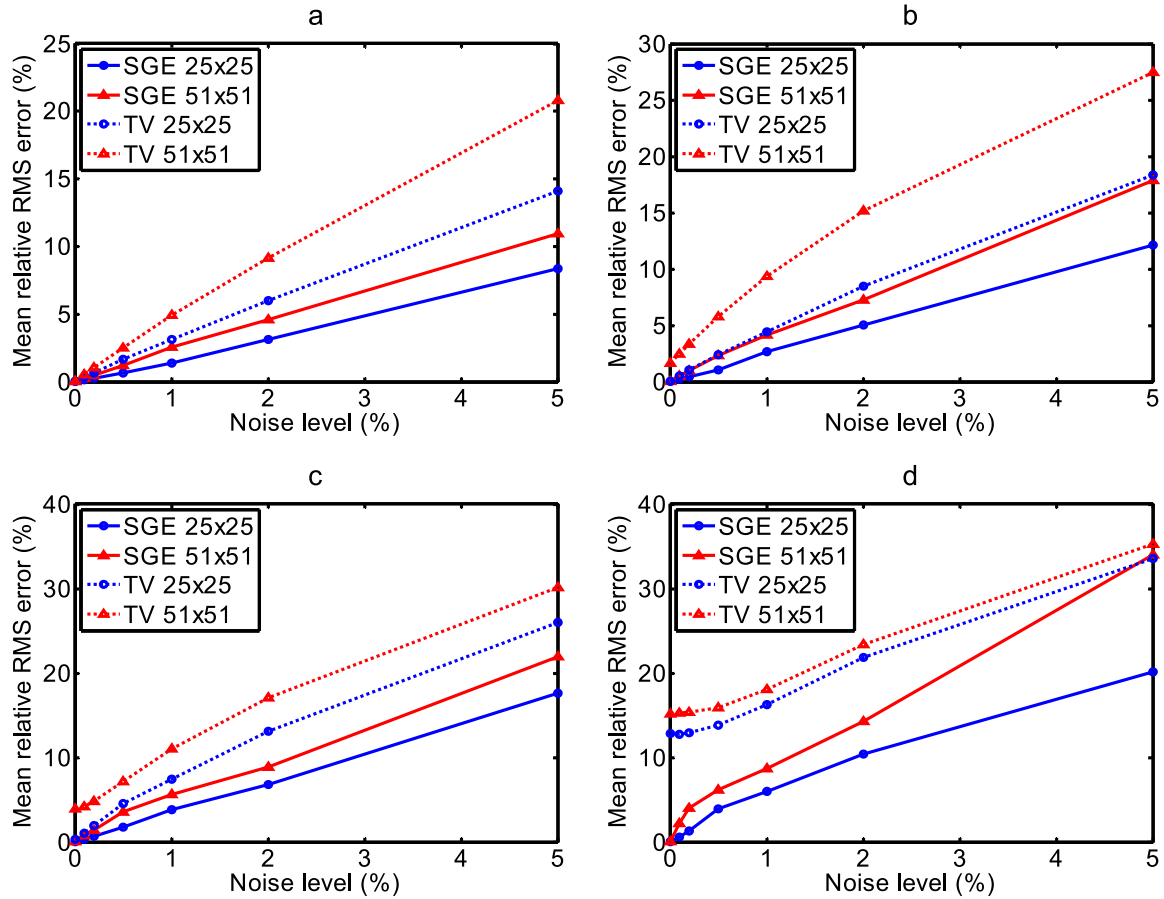 a
25
20
15
10
5
0
Mean relative RMS error (%)
SGE 25x25
SGE 51x51
TV 25x25
TV 51x51
0 1 2 3 4 5
Noise level (%)
b
30
25
20
15
10
5
0
Mean relative RMS error (%)
SGE 25x25
SGE 51x51
TV 25x25
TV 51x51
0 1 2 3 4 5
Noise level (%)
c
40
30
20
10
0
Mean relative RMS error (%)
SGE 25x25
SGE 51x51
TV 25x25
TV 51x51
0 1 2 3 4 5
Noise level (%)
d
40
30
20
10
0
Mean relative RMS error (%)
SGE 25x25
SGE 51x51
TV 25x25
TV 51x51
0 1 2 3 4 5
Noise level (%)